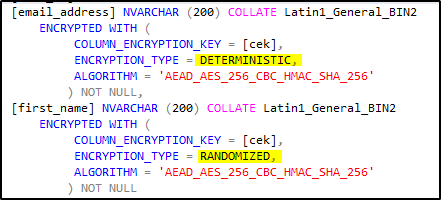 [email_address] NVARCHAR (200) COLLATE Latin1_General_BIN2
ENCRYPTED WITH (
COLUMN_ENCRYPTION_KEY = [cek],
ENCRYPTION_TYPE = DETERMINISTIC,
ALGORITHM = 'AEAD_AES_256_CBC_HMAC_SHA_256'
) NOT NULL,
[first_name] NVARCHAR (200) COLLATE Latin1_General_BIN2
ENCRYPTED WITH (
COLUMN_ENCRYPTION_KEY = [cek],
ENCRYPTION_TYPE = RANDOMIZED,
ALGORITHM = 'AEAD_AES_256_CBC_HMAC_SHA_256'
) NOT NULL